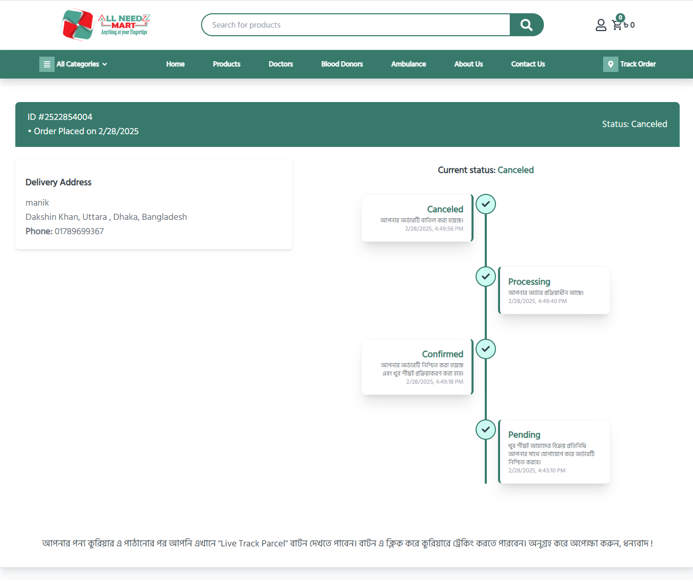 ALL NEEDZ
MART
Anything at your Fingertips
Search for products
0
৳ 0
All Categories
Home
Products
Doctors
Blood Donors
Ambulance
About Us
Contact Us
Track Order
ID #2522854004
• Order Placed on 2/28/2025
Status: Canceled
Delivery Address
manik
Dakshin Khan, Uttara , Dhaka, Bangladesh
Phone: 01789699367
Current status: Canceled
Canceled
আপনার অর্ডারটি বাতিল করা হয়েছে।
2/28/2025, 4:49:56 PM
Processing
আপনার অর্ডার প্রক্রিয়াধীন আছে।
2/28/2025, 4:49:40 PM
Confirmed
আপনার অর্ডারটি নিশ্চিত করা হয়েছে
এবং খুব শীঘ্রই প্রক্রিয়াকরণ করা হবে।
2/28/2025, 4:49:18 PM
Pending
খুব শীঘ্রই আমাদের বিক্রয় প্রতিনিধি
আপনার সাথে যোগাযোগ করে অর্ডারটি
নিশ্চিত করবে।
2/28/2025, 4:43:10 PM
আপনার পন্য কুরিয়ার এ পাঠানোর পর আপনি এখানে "Live Track Parcel" বাটন দেখতে পাবেন। বাটন এ ক্লিক করে কুরিয়ারে ট্রেকিং করতে পারবেন। অনুগ্রহ করে অপেক্ষা করুন, ধন্যবাদ !